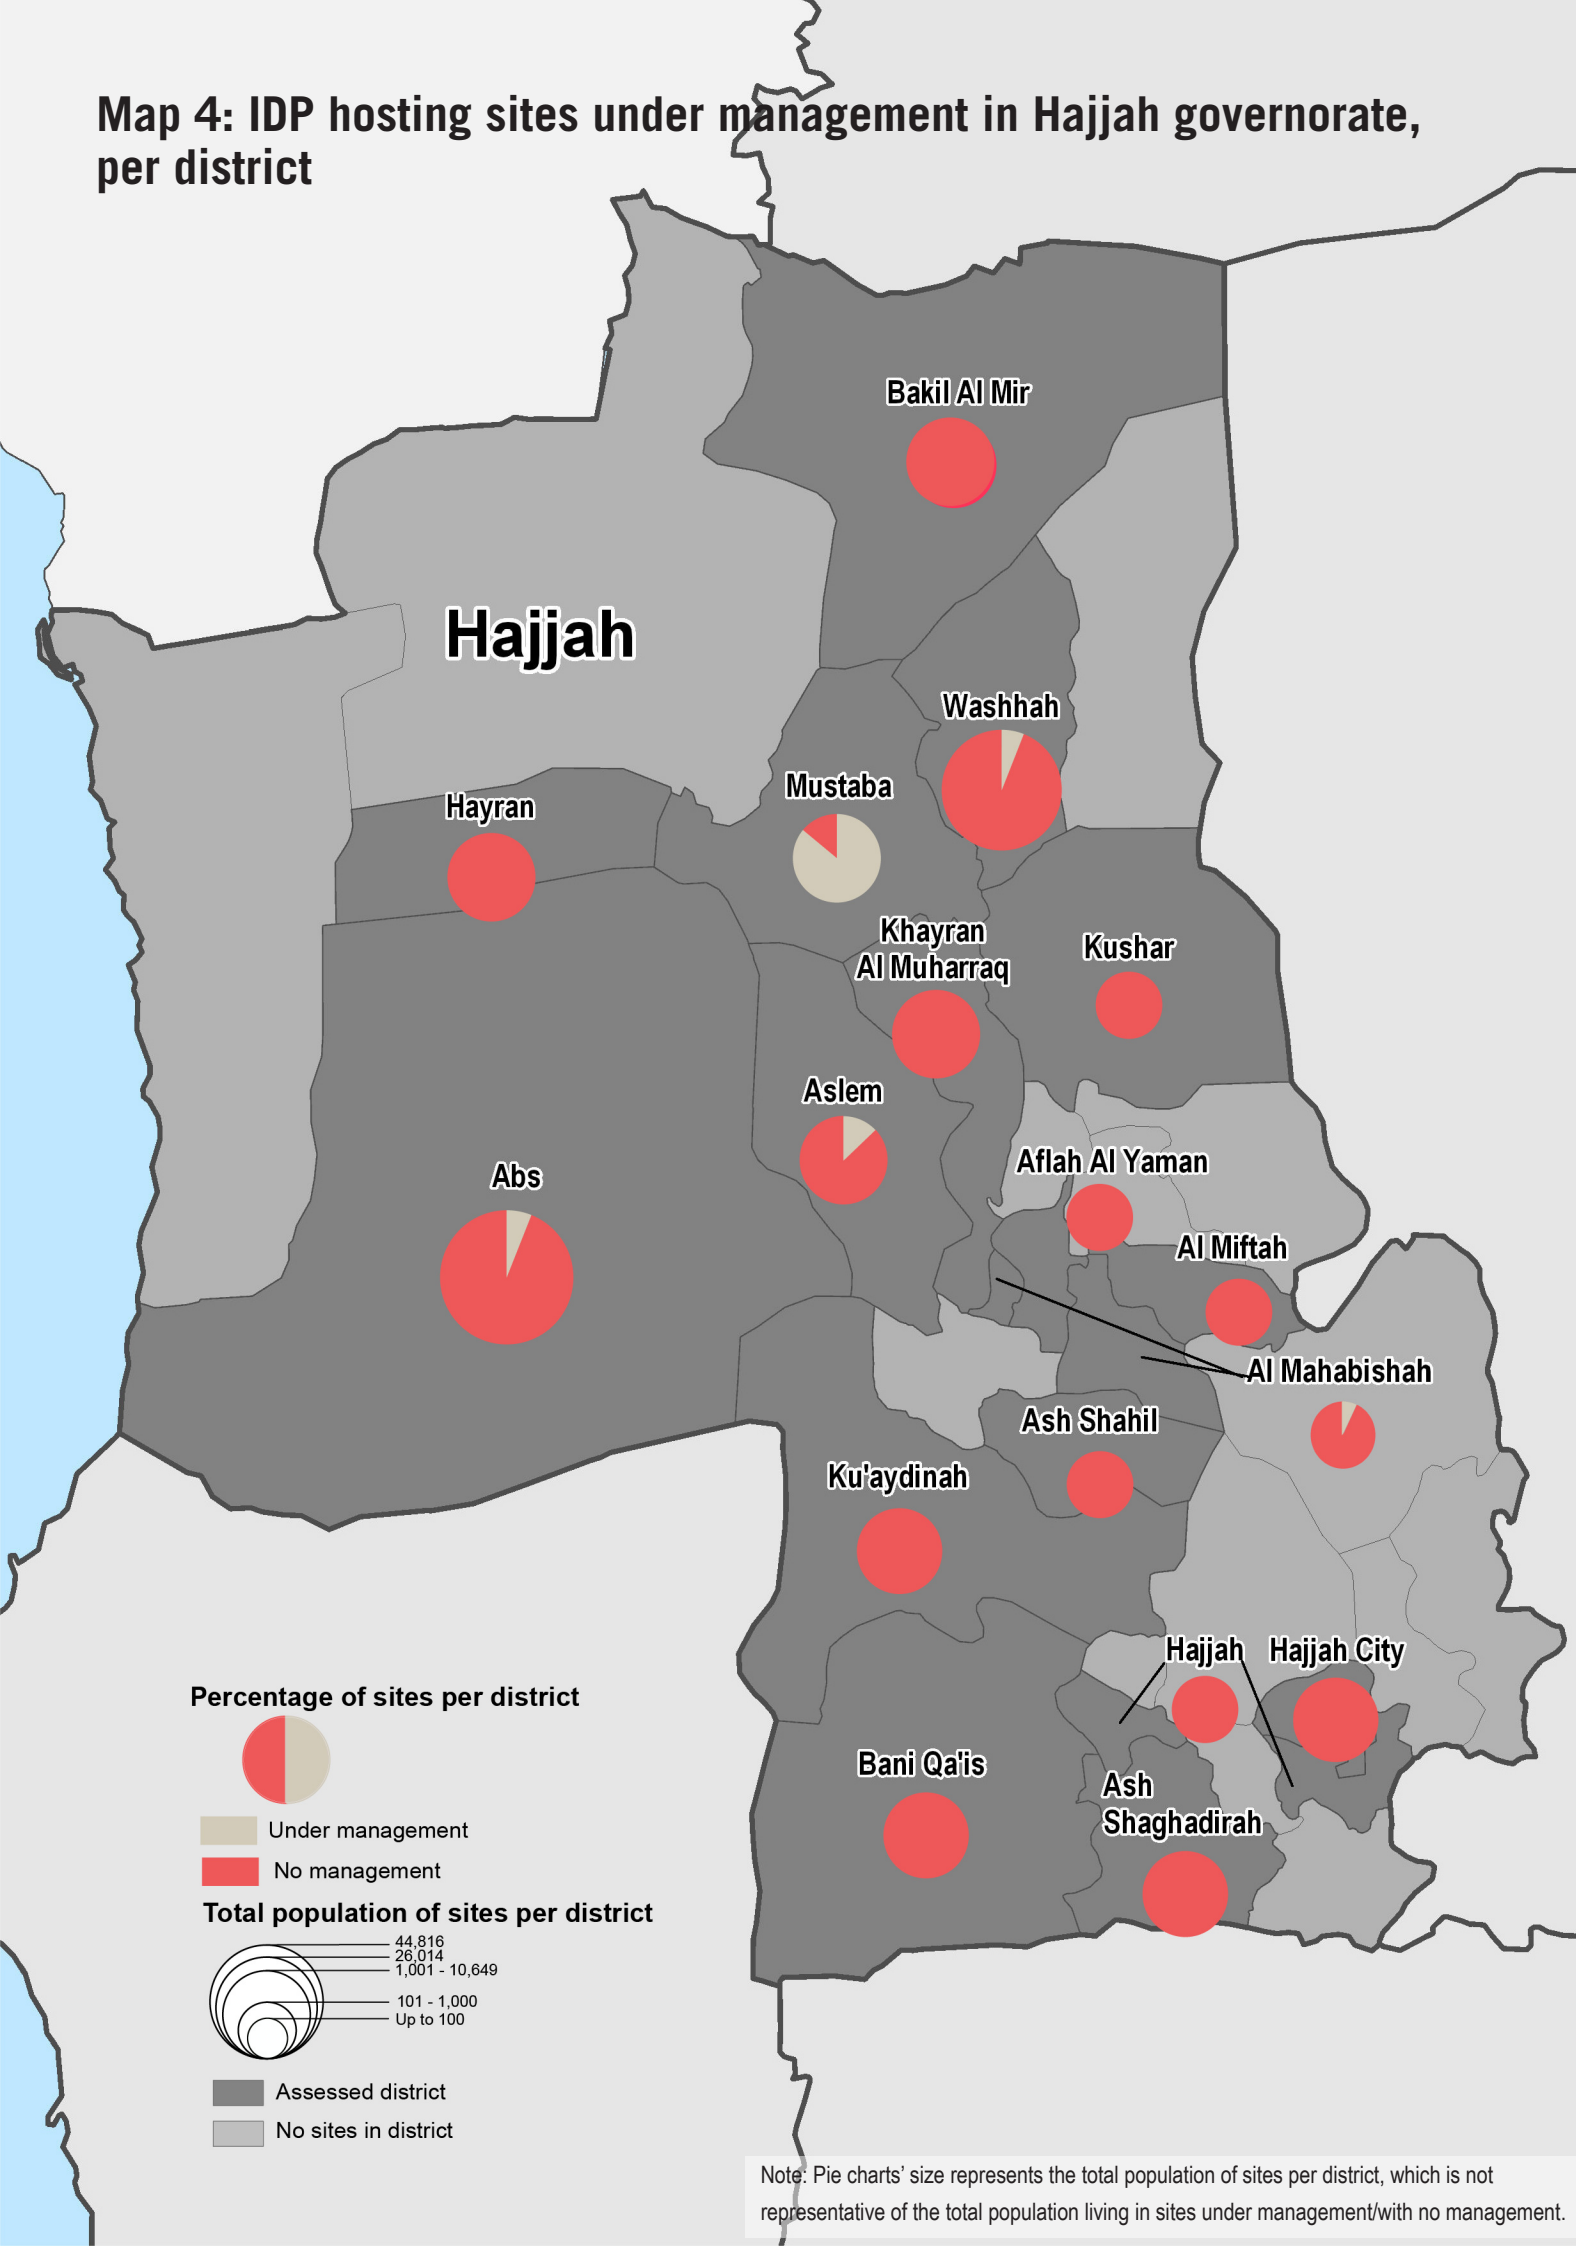 Map 4: IDP hosting sites under management in Hajjah governorate,
per district
Bakil Al Mir
Hajjah
Washhah
Mustaba
Hayran
Khayran
Al Muharraq
Kushar
Aslem
Aflah Al Yaman
Abs
Al Miftah
Al Mahabishah
Ash Shahil
Ku'aydinah
Hajjah
Hajjah City
Bani Qa'is
Ash
Shaghadirah
Percentage of sites per district
Under management
No management
Total population of sites per district
44,816
26,014
1,001 - 10,649
101 - 1,000
Up to 100
Assessed district
No sites in district
Note: Pie charts’ size represents the total population of sites per district, which is not
representative of the total population living in sites under management/with no management.